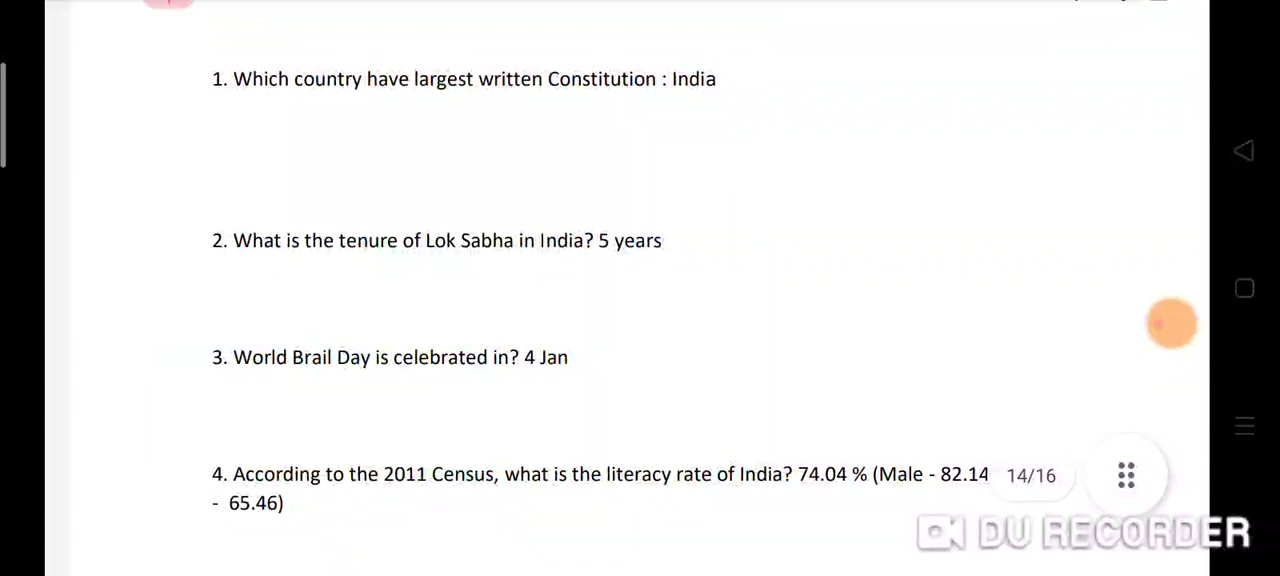 1. Which country have largest written Constitution : India
2. What is the tenure of Lok Sabha in India? 5 years
3. World Brail Day is celebrated in? 4 Jan
4. According to the 2011 Census, what is the literacy rate of India? 74.04 % (Male - 82.14
- 65.46)
14/16
DU RECORDER